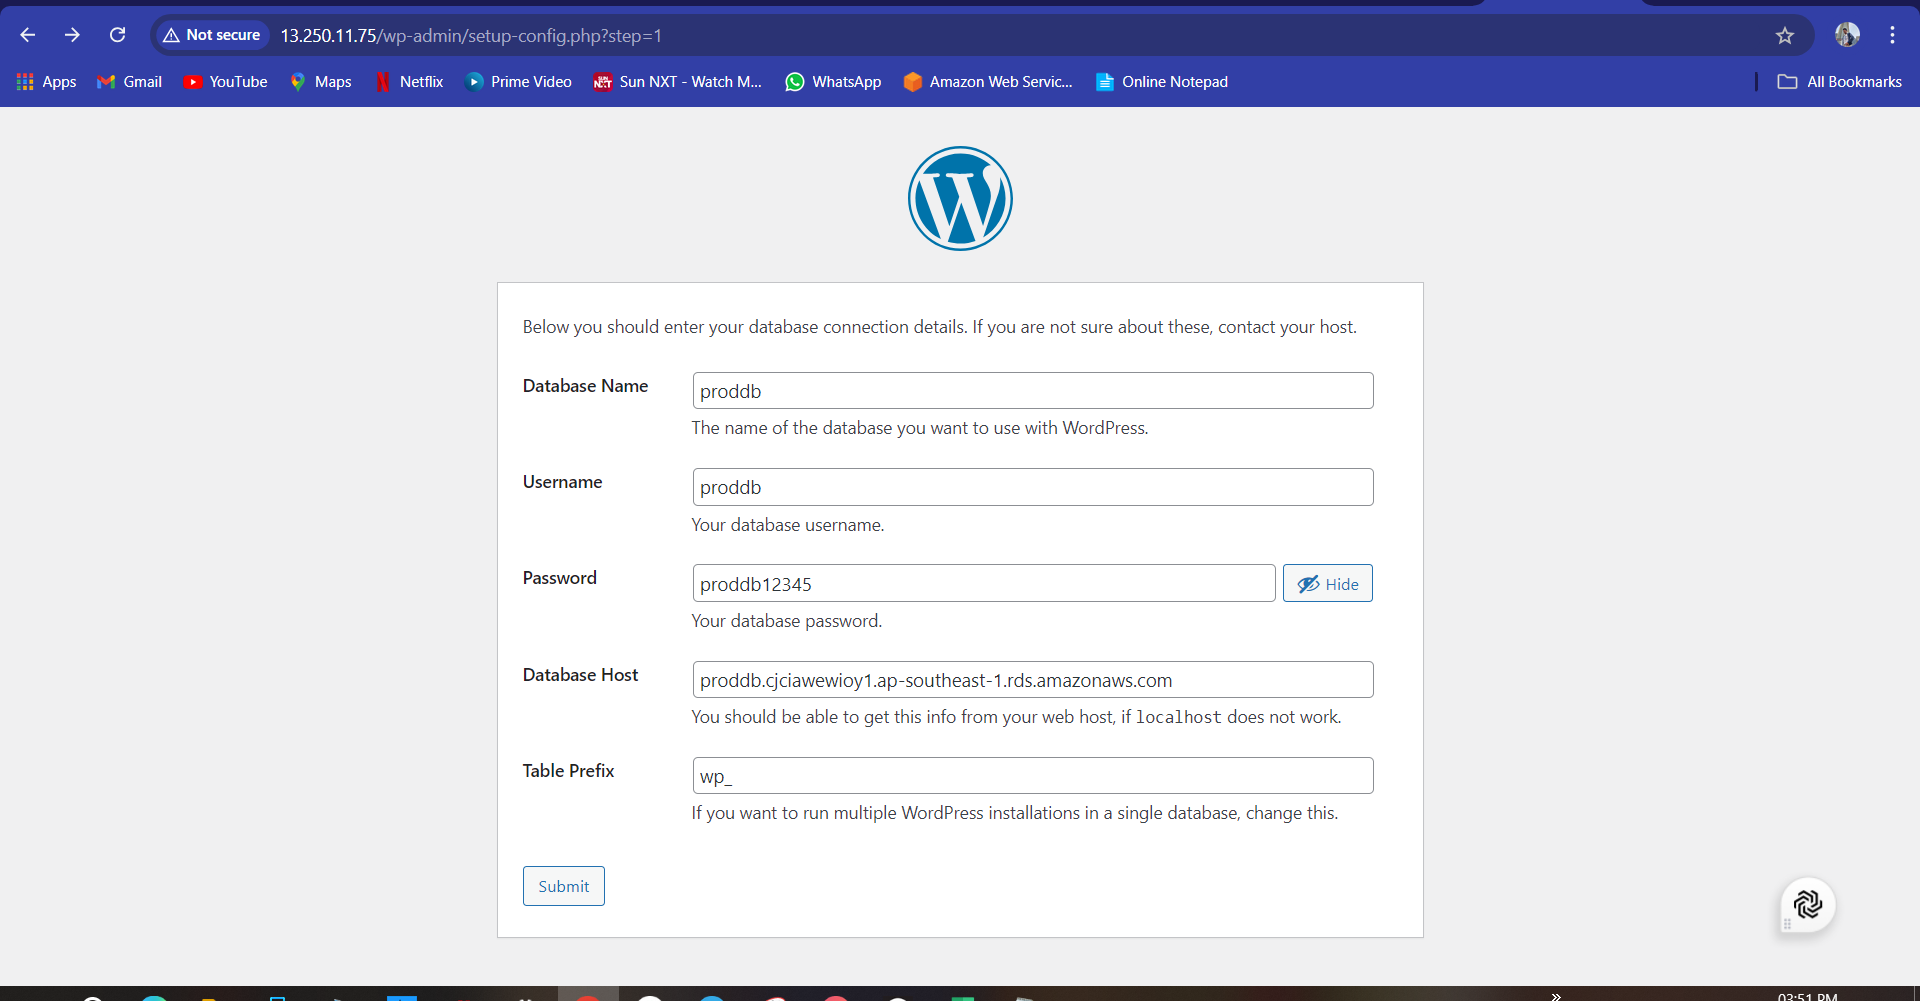 Not secure 13.250.11.75/wp-admin/setup-config.php?step=1
Apps Gmail YouTube Maps Netflix Prime Video Sun NXT - Watch M... WhatsApp Amazon Web Servic... Online Notepad All Bookmarks
Below you should enter your database connection details. If you are not sure about these, contact your host.
Database Name proddb
The name of the database you want to use with WordPress.
Username proddb
Your database username.
Password proddb12345 Hide
Your database password.
Database Host proddb.cjciawewioy1.ap-southeast-1.rds.amazonaws.com
You should be able to get this info from your web host, if localhost does not work.
Table Prefix wp_
If you want to run multiple WordPress installations in a single database, change this.
Submit
03:51 PM